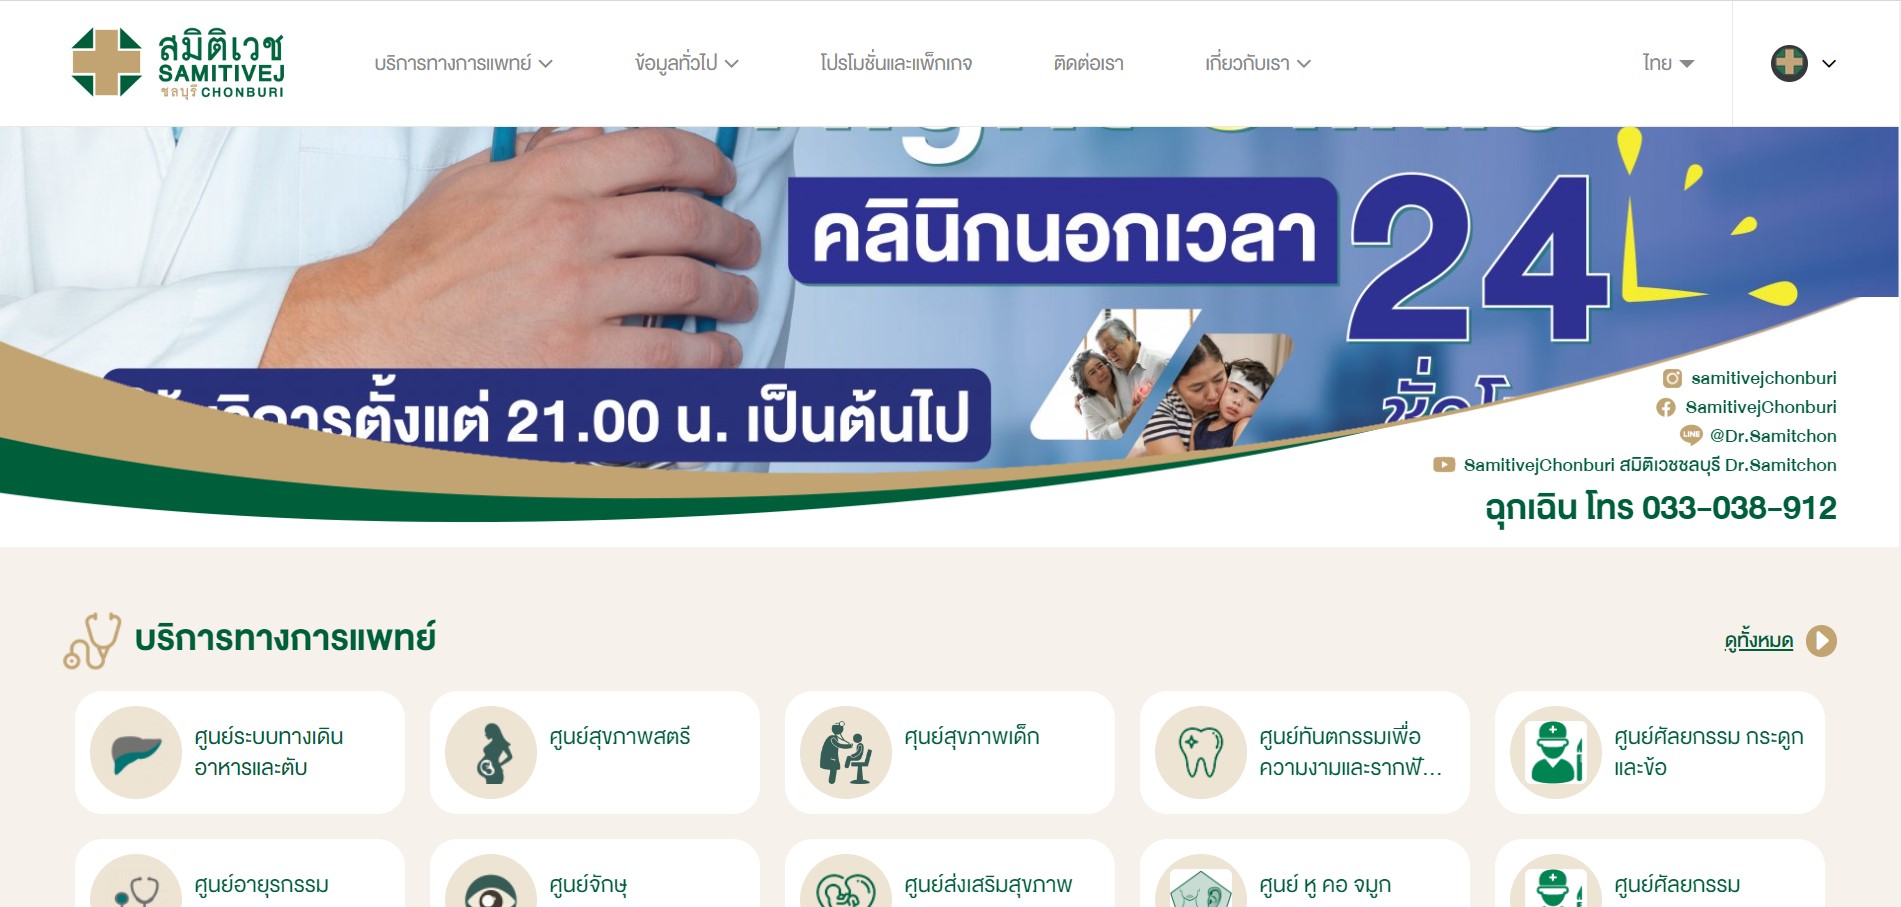 สมิติเวช
SAMITIVEJ
ชลบุรี CHONBURI
บริการทางการแพทย์
ข้อมูลทั่วไป
โปรโมชั่นและแพ็กเกจ
ติดต่อเรา
เกี่ยวกับเรา
ไทย
คลินิกนอกเวลา
24
ตั้งแต่ 21.00 น. เป็นต้นไป
samitivejchonburi
SamitivejChonburi
LINE @Dr.Samitchon
SamitivejChonburi สมิติเวชชลบุรี Dr.Samitchon
ฉุกเฉิน โทร 033-038-912
บริการทางการแพทย์
ดูทั้งหมด
ศูนย์ระบบทางเดิน
อาหารและตับ
ศูนย์สุขภาพสตรี
ศุนย์สุขภาพเด็ก
ศูนย์ทันตกรรมเพื่อ
ความงามและรากฟั...
ศูนย์ศัลยกรรม กระดูก
และข้อ
ศูนย์อายุรกรรม
ศูนย์จักษุ
ศูนย์ส่งเสริมสุขภาพ
ศูนย์ หู คอ จมูก
ศูนย์ศัลยกรรม